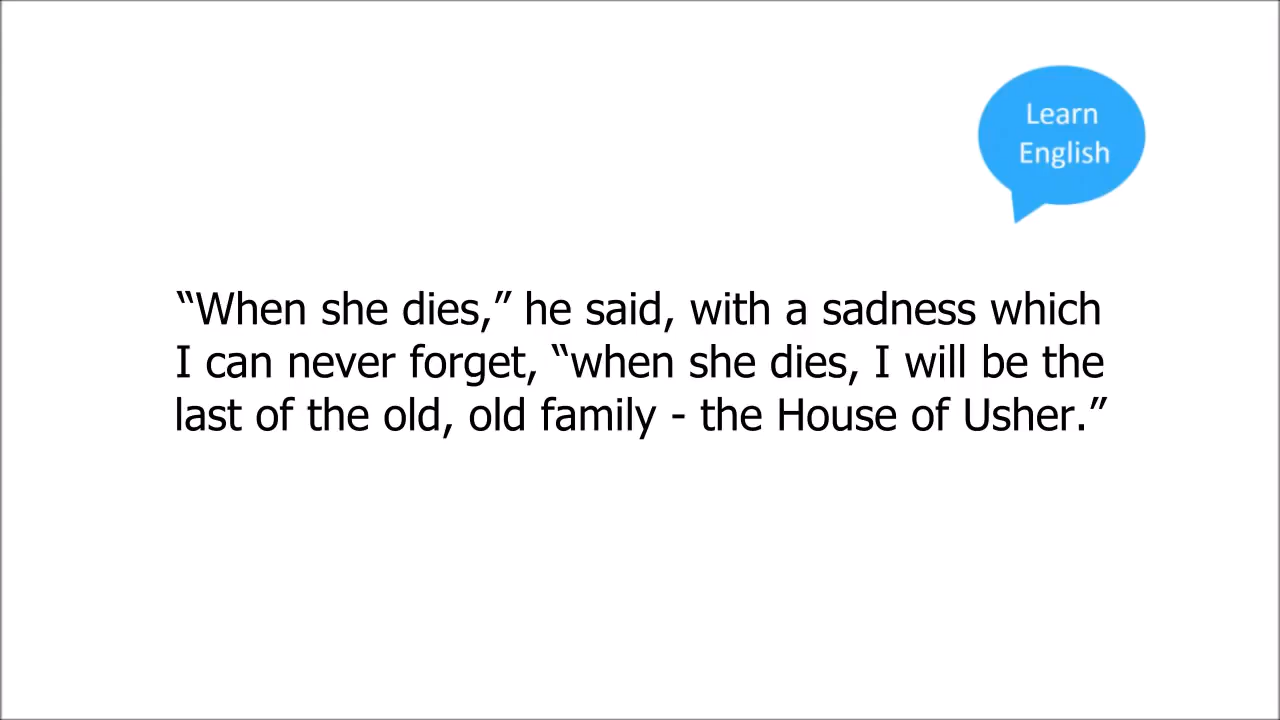 Learn
English
“When she dies,” he said, with a sadness which
I can never forget, “when she dies, I will be the
last of the old, old family - the House of Usher.”